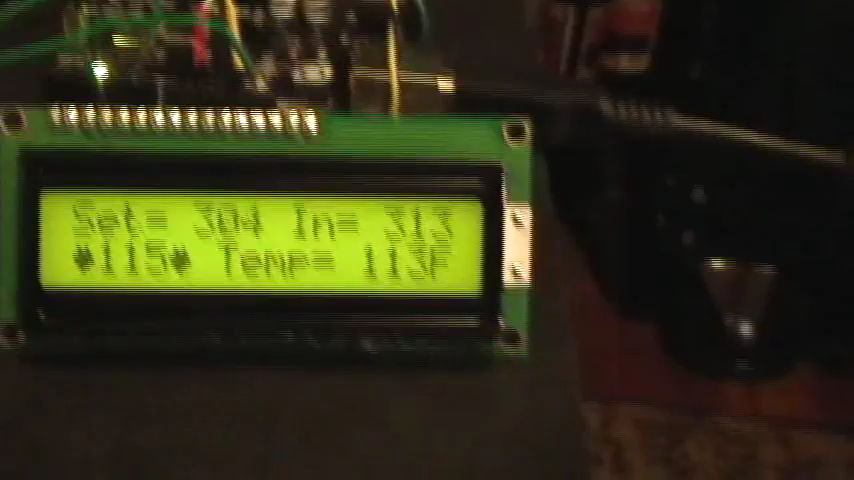 Set= 304 In= 313
*115* Temp= 113F